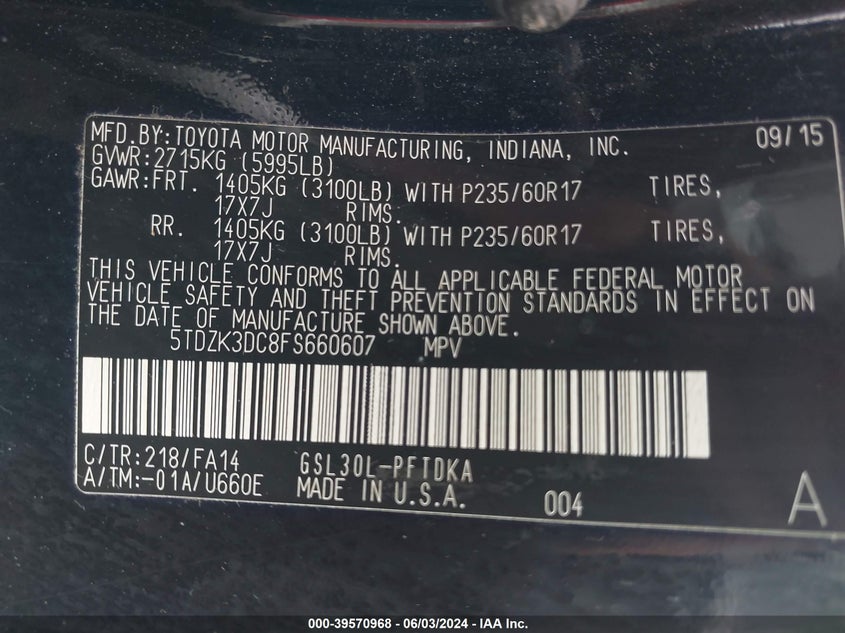 MFD.BY:TOYOTA MOTOR MANUFACTURING, INDIANA, INC. 09/15
GVWR:2715KG (5995LB)
GAWR:FRT. 1405KG (3100LB) WITH P235/60R17 TIRES,
17X7J RIMS.
RR. 1405KG (3100LB) WITH P235/60R17 TIRES,
17X7J RIMS.
THIS VEHICLE CONFORMS TO ALL APPLICABLE FEDERAL MOTOR
VEHICLE SAFETY AND THEFT PREVENTION STANDARDS IN EFFECT ON
THE DATE OF MANUFACTURE SHOWN ABOVE.
5TDZK3DC8FS660607 MPV
C/TR:218/FA14 GSL30L-PFTDKA
A/TM:-01A/U660E MADE IN U.S.A. 004 A
000-39570968 - 06/03/2024 - IAA Inc.